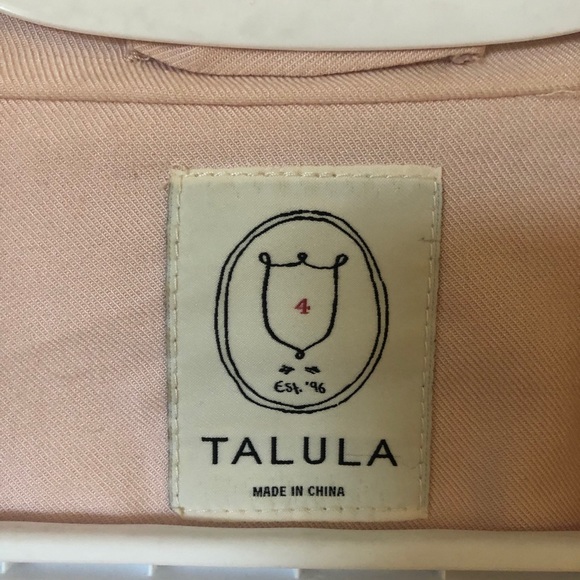 4
Est. '96
TALULA
MADE IN CHINA